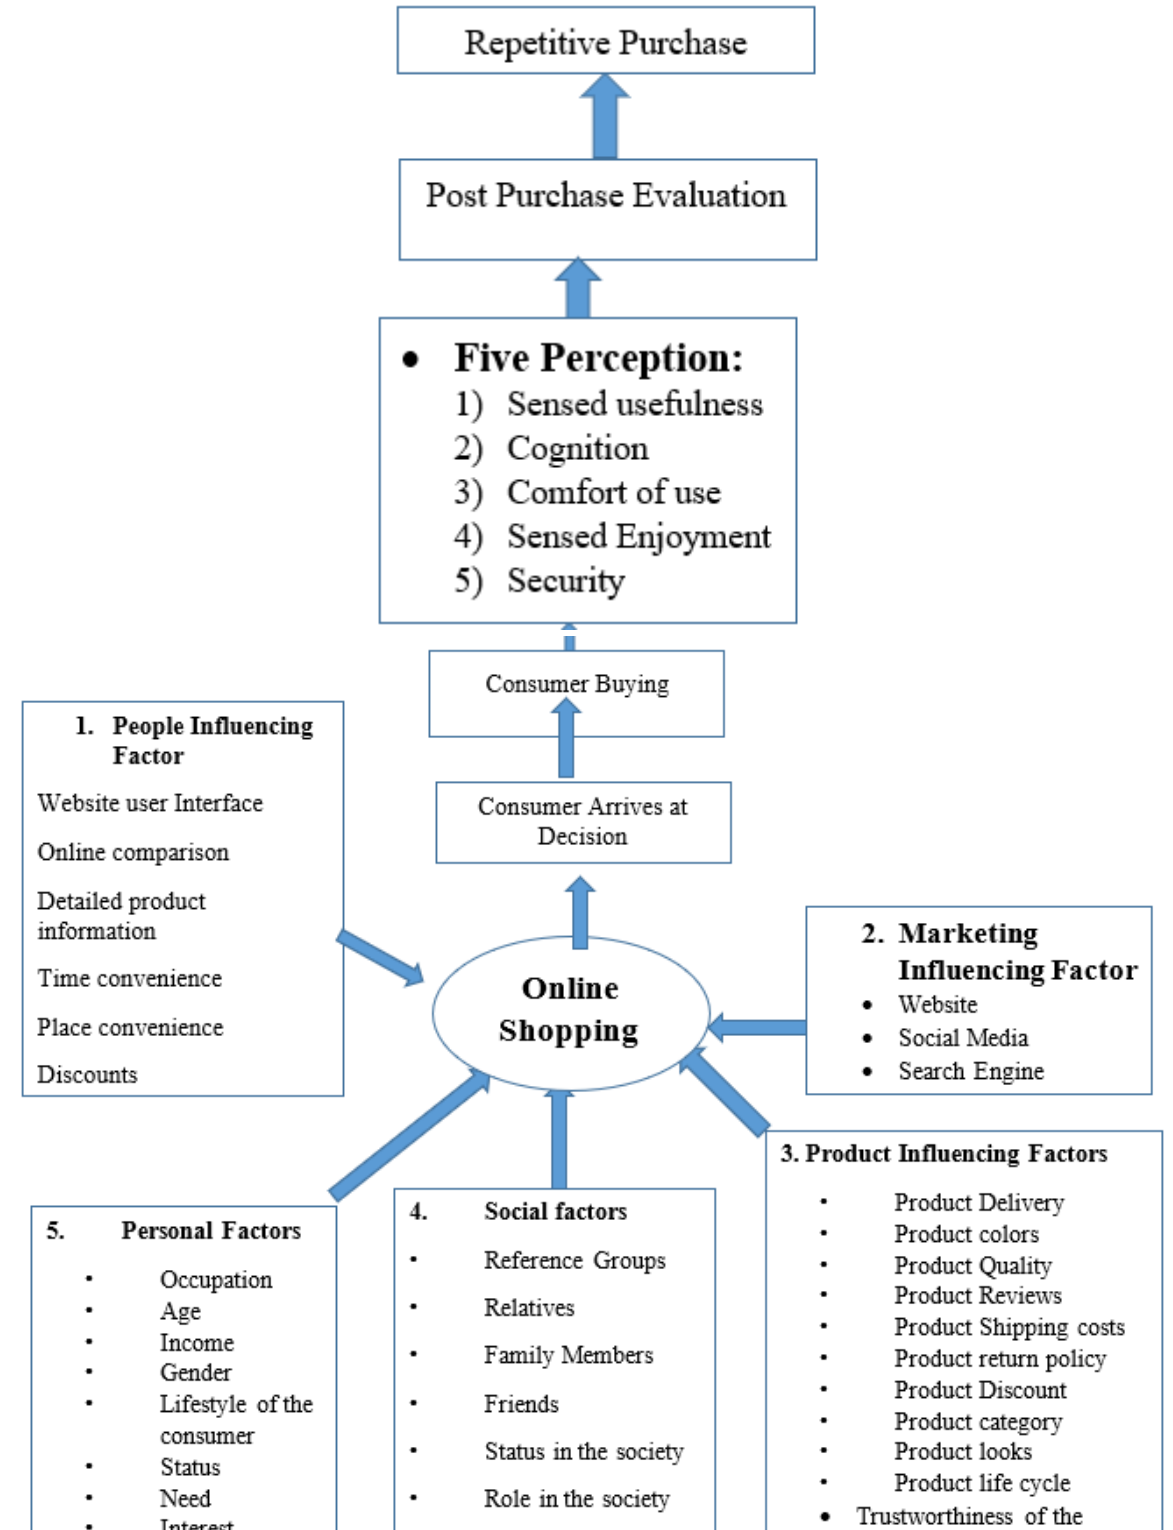 Repetitive Purchase
Post Purchase Evaluation
• Five Perception:
1) Sensed usefulness
2) Cognition
3) Comfort of use
4) Sensed Enjoyment
5) Security
Consumer Buying
Consumer Arrives at
Decision
Online
Shopping
1. People Influencing
Factor
Website user Interface
Online comparison
Detailed product
information
Time convenience
Place convenience
Discounts
2. Marketing
Influencing Factor
• Website
• Social Media
• Search Engine
3. Product Influencing Factors
• Product Delivery
• Product colors
• Product Quality
• Product Reviews
• Product Shipping costs
• Product return policy
• Product Discount
• Product category
• Product looks
• Product life cycle
• Trustworthiness of the
4. Social factors
• Reference Groups
• Relatives
• Family Members
• Friends
• Status in the society
• Role in the society
5. Personal Factors
• Occupation
• Age
• Income
• Gender
• Lifestyle of the
consumer
• Status
• Need
• Interest